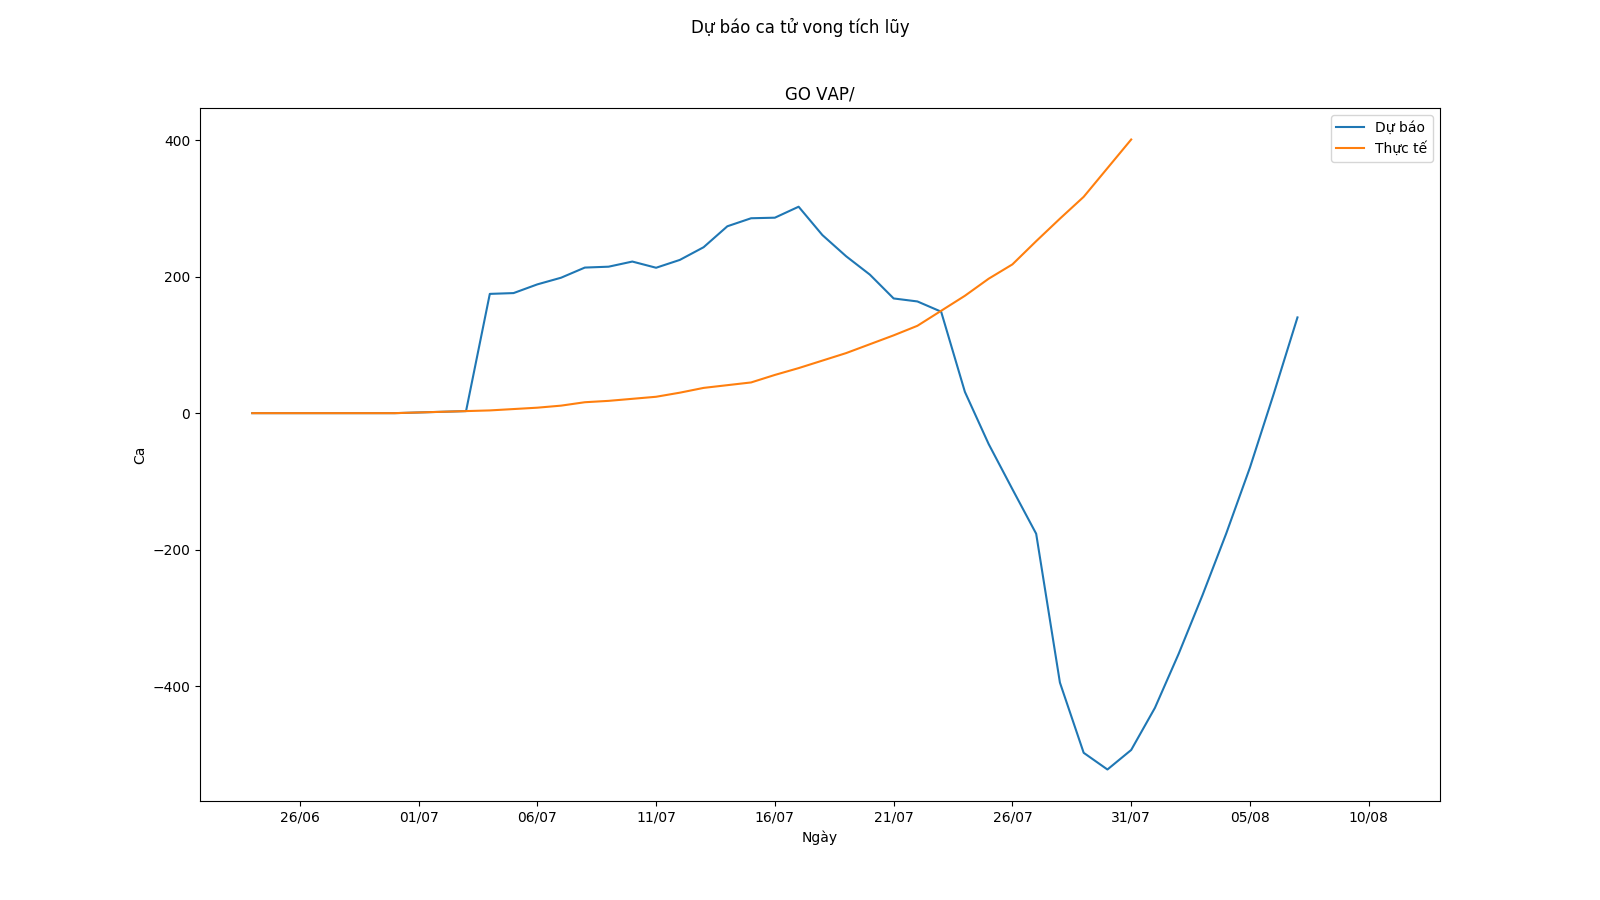 Dự báo ca tử vong tích lũy
GO VAP/
Dự báo
Thực tế
400
200
0
−200
−400
Ca
26/06
01/07
06/07
11/07
16/07
21/07
26/07
31/07
05/08
10/08
Ngày